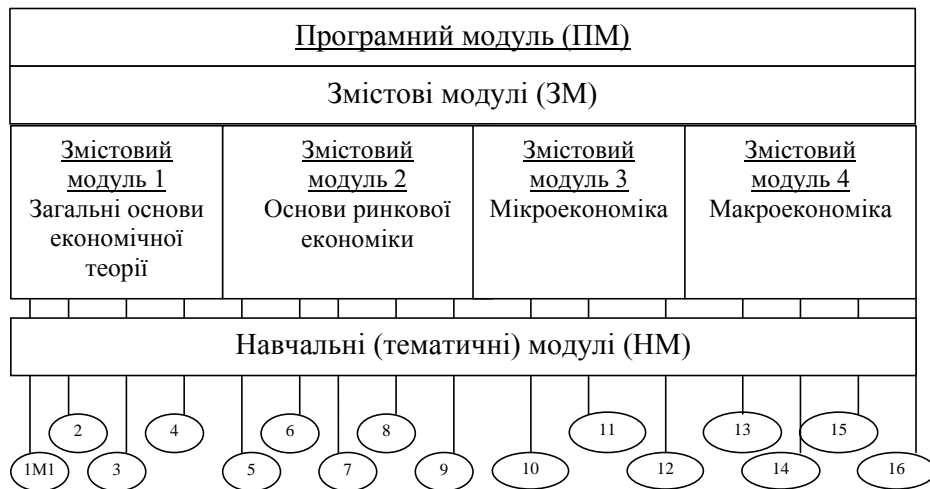 Програмний модуль (ПМ)
Змістові модулі (ЗМ)
Змістовий
модуль 1
Загальні основи
економічної
теорії
Змістовий
модуль 2
Основи ринкової
економіки
Змістовий
модуль 3
Мікроекономіка
Змістовий
модуль 4
Макроекономіка
Навчальні (тематичні) модулі (НМ)
1М1
2
3
4
5
6
7
8
9
10
11
12
13
14
15
16